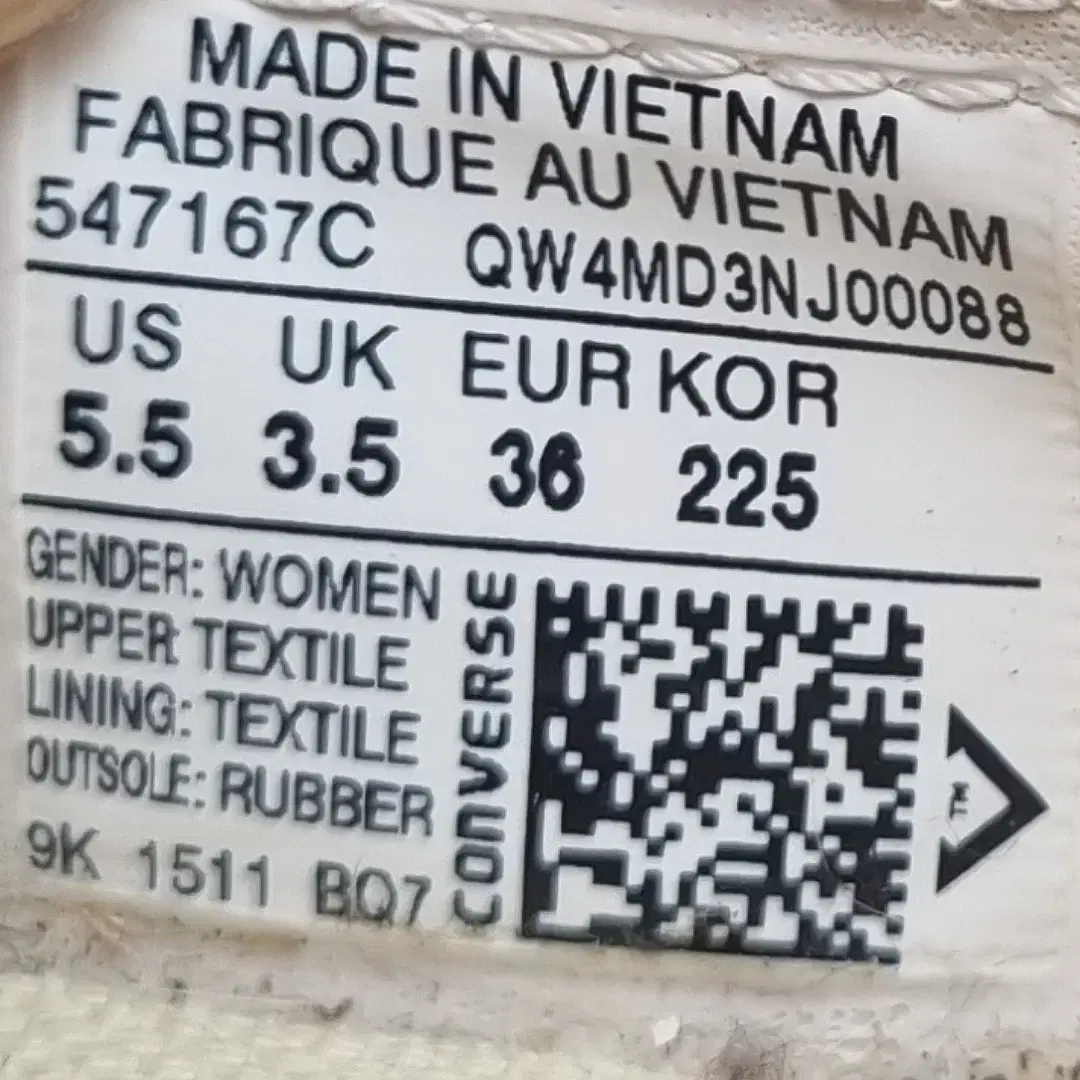 MADE IN VIETNAM
FABRIQUE AU VIETNAM
547167C QW4MD3NJ00088
US UK EUR KOR
5.5 3.5 36 225
GENDER: WOMEN
UPPER: TEXTILE
LINING: TEXTILE
OUTSOLE: RUBBER
9K 1511 BQ7
CONVERSE
TM